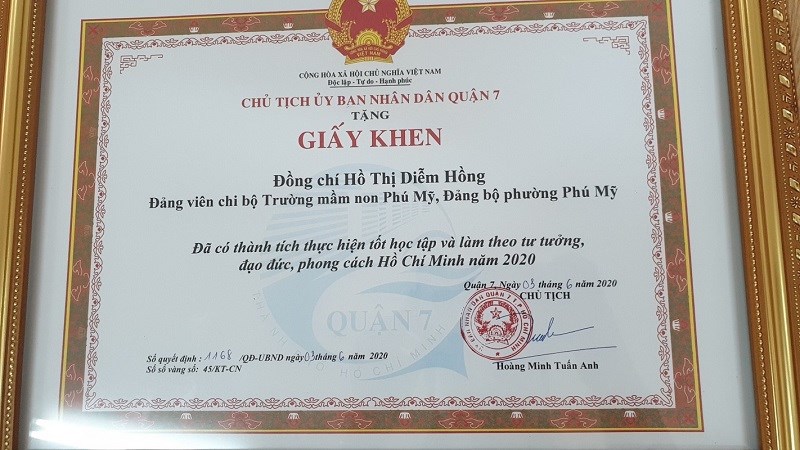 CỘNG HÒA XÃ HỘI CHỦ NGHĨA VIỆT NAM
Độc lập - Tự do - Hạnh phúc
CHỦ TỊCH ỦY BAN NHÂN DÂN QUẬN 7
TẶNG
GIẤY KHEN
Đồng chí Hồ Thị Diễm Hồng
Đảng viên chi bộ Trường mầm non Phú Mỹ, Đảng bộ phường Phú Mỹ
Đã có thành tích thực hiện tốt học tập và làm theo tư tưởng,
đạo đức, phong cách Hồ Chí Minh năm 2020
Quận 7, Ngày 03 tháng 6 năm 2020
CHỦ TỊCH
QUẬN 7
HỒ CHÍ MINH
Hoàng Minh Tuấn Anh
Số quyết định : 1168 /QĐ-UBND ngày 03 tháng 6 năm 2020
Số sổ vàng số: 45/KT-CN